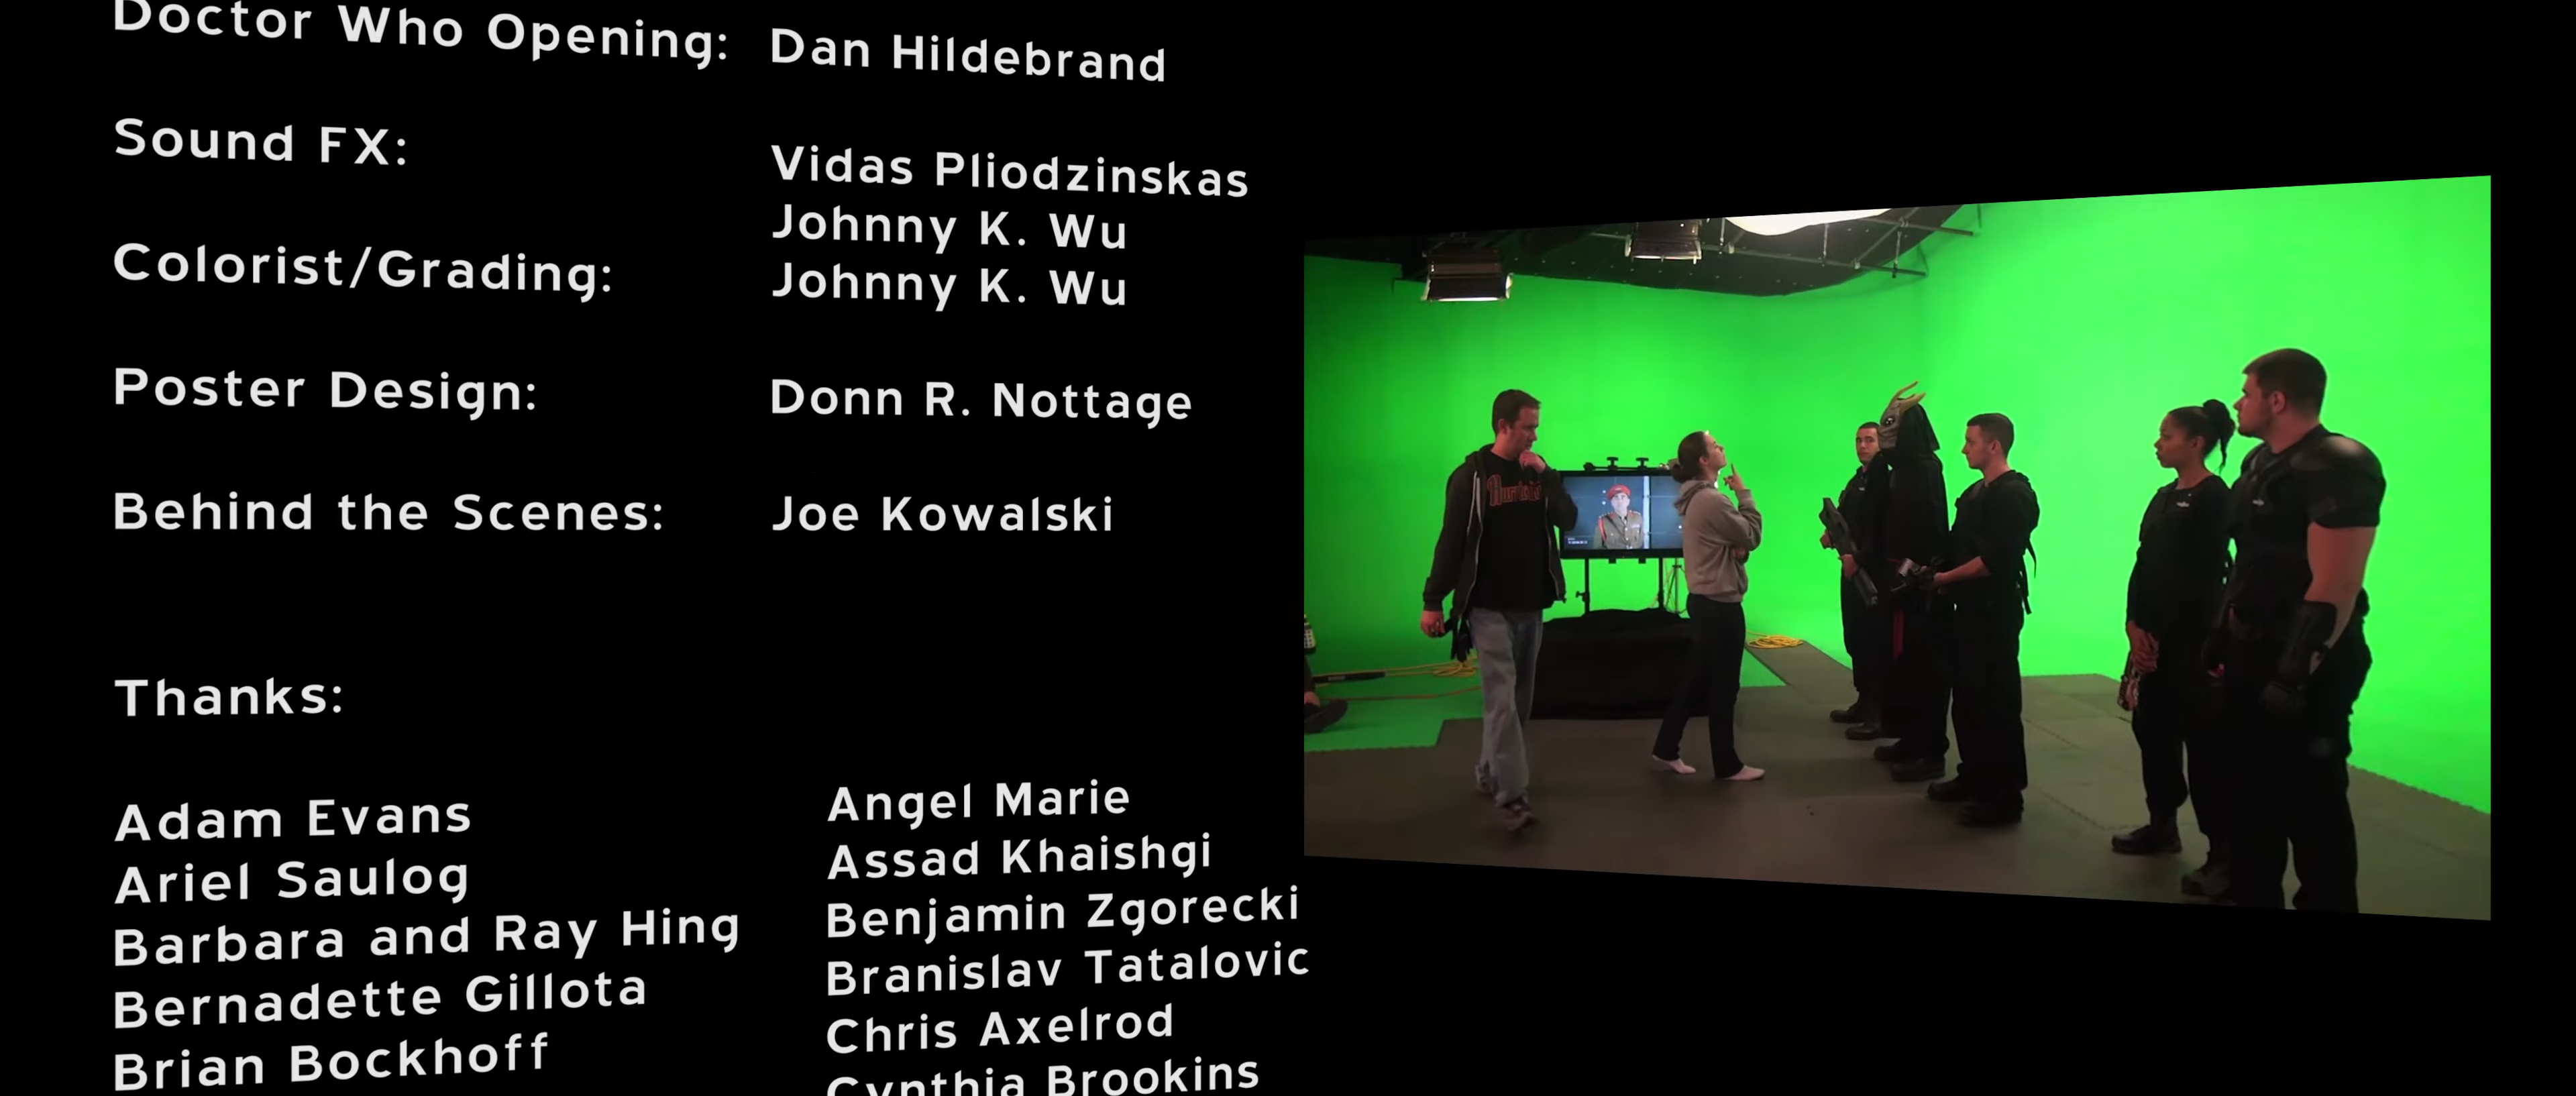 Doctor Who Opening: Dan Hildebrand
Sound FX:
Vidas Pliodzinskas
Johnny K. Wu
Colorist/Grading:
Johnny K. Wu
Poster Design: Donn R. Nottage
Behind the Scenes: Joe Kowalski
Thanks:
Adam Evans
Ariel Saulog
Barbara and Ray Hing
Bernadette Gillota
Brian Bockhoff
Angel Marie
Assad Khaishgi
Benjamin Zgorecki
Branislav Tatalovic
Chris Axelrod
Cynthia Brookins